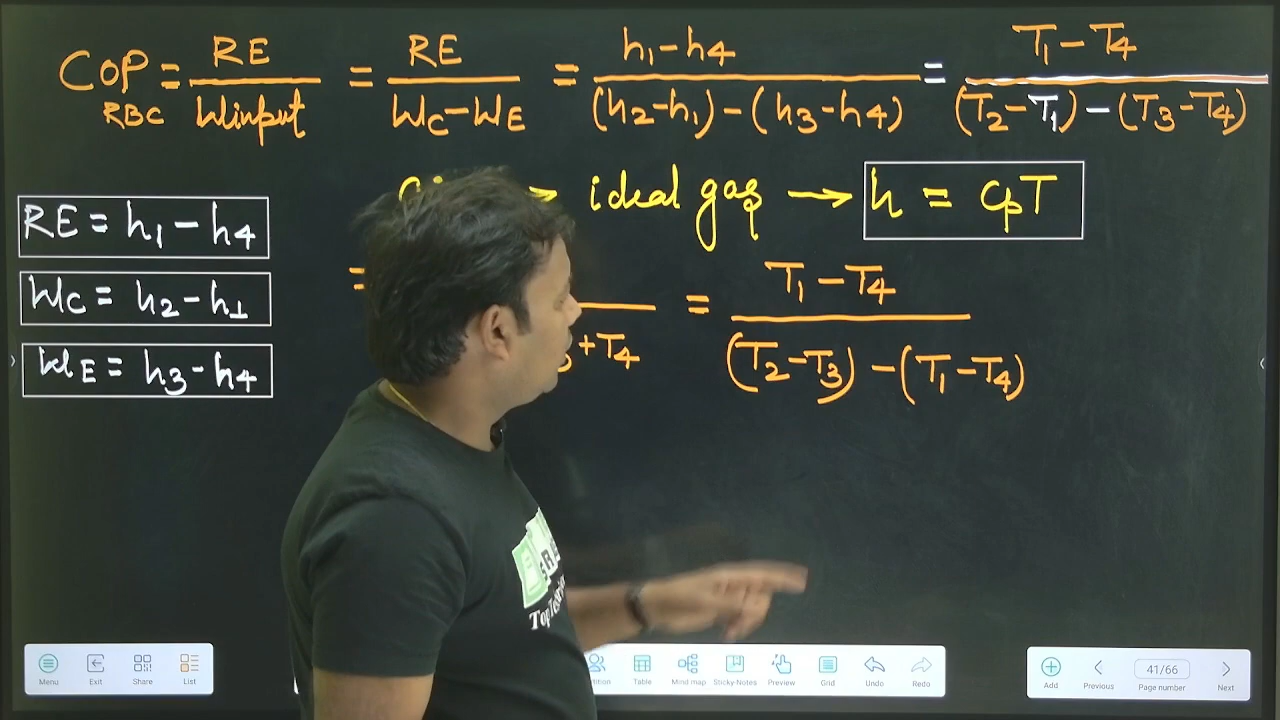 COP RBC = RE / Winput = RE / WC - WE = h1 - h4 / (h2 - h1) - (h3 - h4) = T1 - T4 / (T2 - T1) - (T3 - T4)
→ ideal gas → h = CpT
RE = h1 - h4
WC = h2 - h1
WE = h3 - h4
= T1 - T4 / (T2 - T3) - (T1 - T4)
+T4
Menu
Exit
Share
List
Table
Mind map
Sticky-Notes
Preview
Grid
Undo
Redo
Add
Previous
41/66
Page number
Next